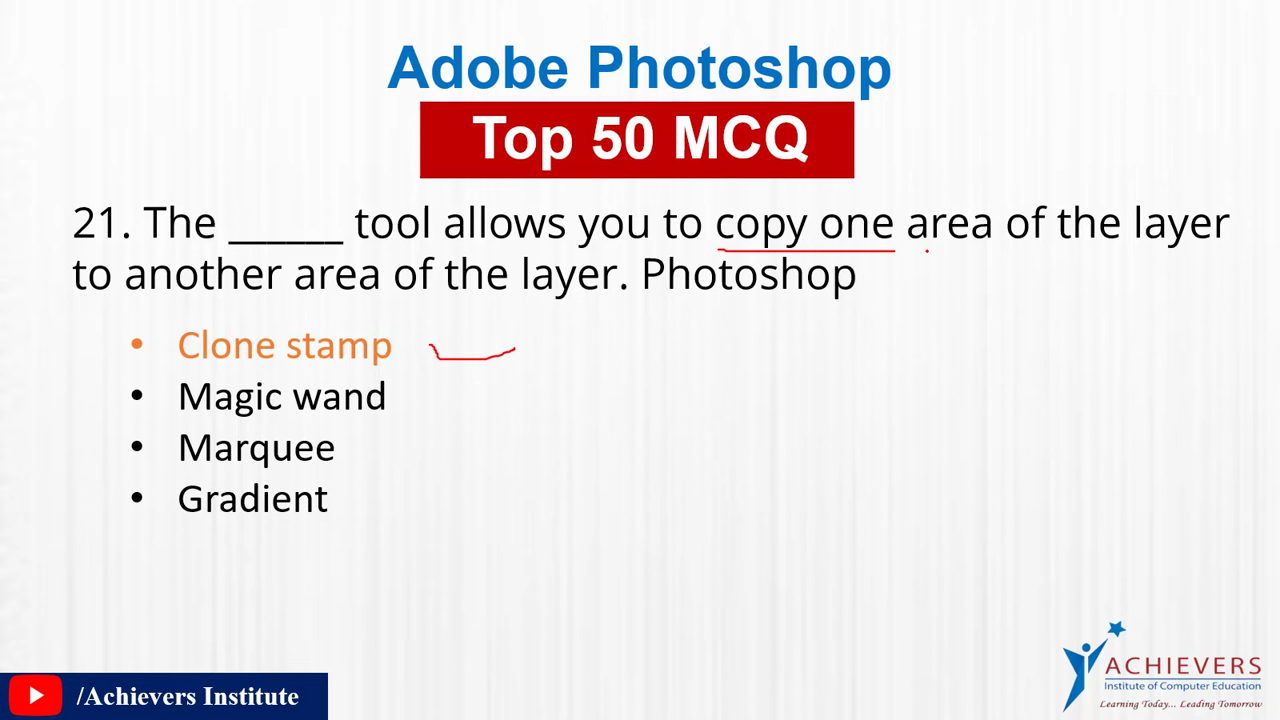 Adobe Photoshop
Top 50 MCQ
21. The ______ tool allows you to copy one area of the layer
to another area of the layer. Photoshop
• Clone stamp
• Magic wand
• Marquee
• Gradient
/Achievers Institute
ACHIEVERS
Institute of Computer Education
Learning Today... Leading Tomorrow